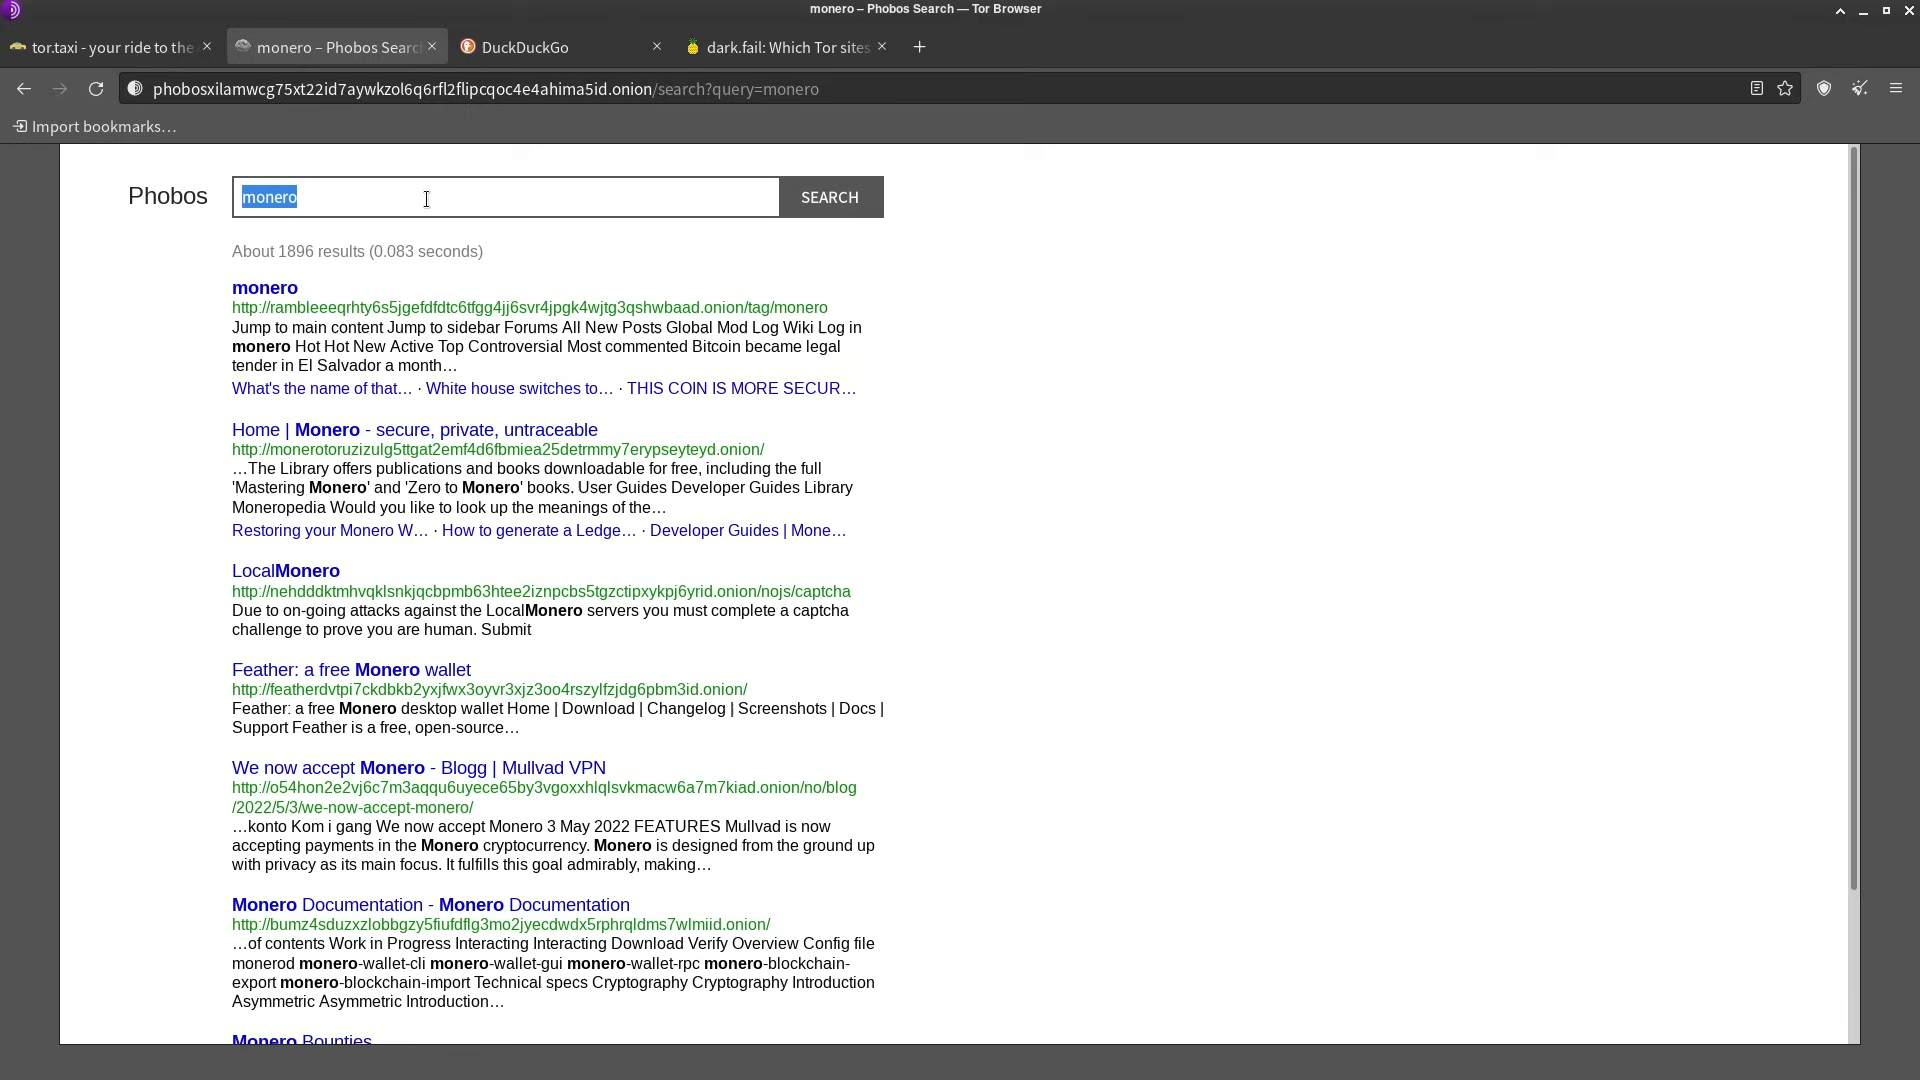 monero – Phobos Search — Tor Browser
tor.taxi - your ride to the
monero – Phobos Searc
DuckDuckGo
dark.fail: Which Tor sites
phobosxilamwcg75xt22id7aywkzol6q6rfl2flipcqoc4e4ahima5id.onion/search?query=monero
Import bookmarks…
Phobos
monero
SEARCH
About 1896 results (0.083 seconds)
monero
http://rambleeeqrhty6s5jgefdfdtc6tfgg4jj6svr4jpgk4wjtg3qshwbaad.onion/tag/monero
Jump to main content Jump to sidebar Forums All New Posts Global Mod Log Wiki Log in
monero Hot Hot New Active Top Controversial Most commented Bitcoin became legal
tender in El Salvador a month…
What's the name of that… · White house switches to… · THIS COIN IS MORE SECUR…
Home | Monero - secure, private, untraceable
http://monerotoruzizulg5ttgat2emf4d6fbmiea25detrmmy7erypseyteyd.onion/
…The Library offers publications and books downloadable for free, including the full
'Mastering Monero' and 'Zero to Monero' books. User Guides Developer Guides Library
Moneropedia Would you like to look up the meanings of the…
Restoring your Monero W… · How to generate a Ledge… · Developer Guides | Mone…
LocalMonero
http://nehdddktmhvqklsnkjqcbpmb63htee2iznpcbs5tgzctipxykpj6yrid.onion/nojs/captcha
Due to on-going attacks against the LocalMonero servers you must complete a captcha
challenge to prove you are human. Submit
Feather: a free Monero wallet
http://featherdvtpi7ckdbkb2yxjfwx3oyvr3xjz3oo4rszylfzjdg6pbm3id.onion/
Feather: a free Monero desktop wallet Home | Download | Changelog | Screenshots | Docs |
Support Feather is a free, open-source…
We now accept Monero - Blogg | Mullvad VPN
http://o54hon2e2vj6c7m3aqqu6uyece65by3vgoxxhlqlsvkmacw6a7m7kiad.onion/no/blog
/2022/5/3/we-now-accept-monero/
…konto Kom i gang We now accept Monero 3 May 2022 FEATURES Mullvad is now
accepting payments in the Monero cryptocurrency. Monero is designed from the ground up
with privacy as its main focus. It fulfills this goal admirably, making…
Monero Documentation - Monero Documentation
http://bumz4sduzxzlobbgzy5fiufdflg3mo2jyecdwdx5rphrqldms7wlmiid.onion/
…of contents Work in Progress Interacting Interacting Download Verify Overview Config file
monerod monero-wallet-cli monero-wallet-gui monero-wallet-rpc monero-blockchain-
export monero-blockchain-import Technical specs Cryptography Cryptography Introduction
Asymmetric Asymmetric Introduction…
Monero Bounties